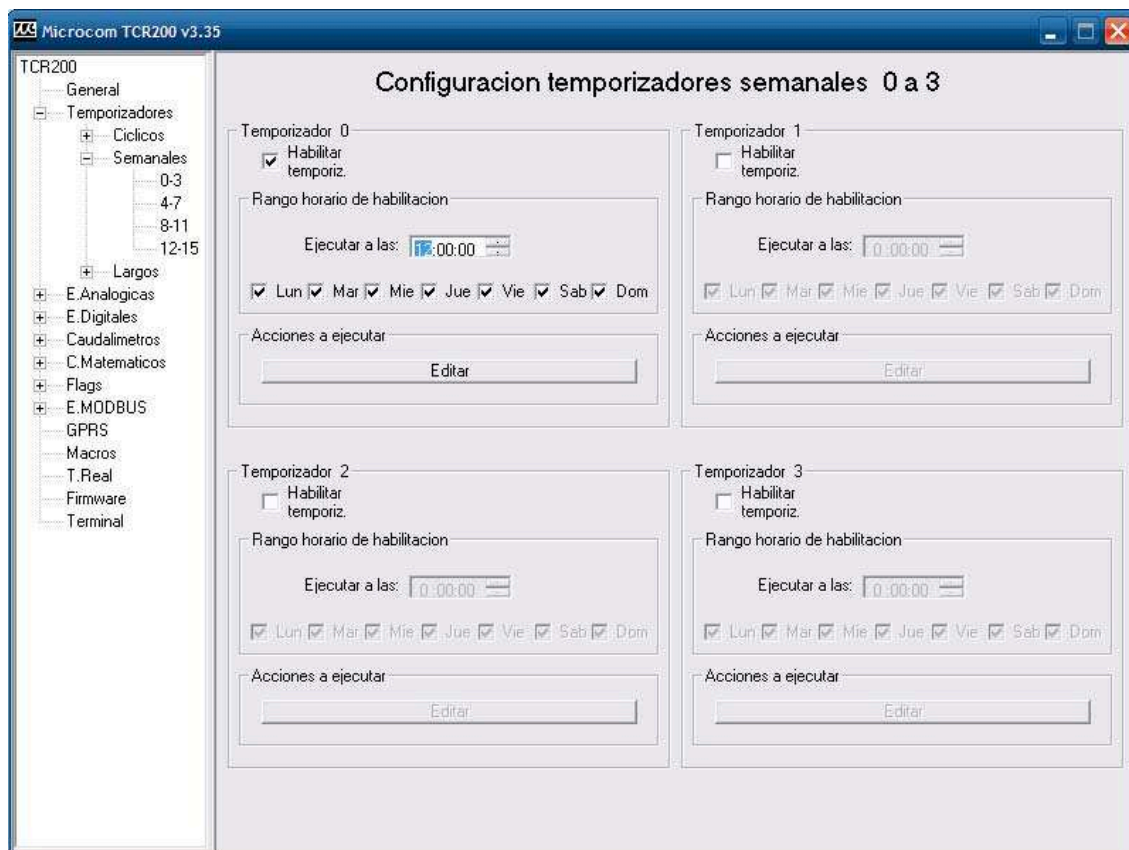 Microcom TCR200 v3.35
TCR200
General
Temporizadores
Ciclicos
Semanales
0-3
4-7
8-11
12-15
Largos
E.Analogicas
E.Digitales
Caudalimetros
C.Matematicos
Flags
E.MODBUS
GPRS
Macros
T.Real
Firmware
Terminal
Configuracion temporizadores semanales 0 a 3
Temporizador 0
Habilitar
temporiz.
Rango horario de habilitacion
Ejecutar a las: 12:00:00
Lun Mar Mie Jue Vie Sab Dom
Acciones a ejecutar
Editar
Temporizador 1
Habilitar
temporiz.
Rango horario de habilitacion
Ejecutar a las: 0 :00:00
Lun Mar Mie Jue Vie Sab Dom
Acciones a ejecutar
Editar
Temporizador 2
Habilitar
temporiz.
Rango horario de habilitacion
Ejecutar a las: 0 :00:00
Lun Mar Mie Jue Vie Sab Dom
Acciones a ejecutar
Editar
Temporizador 3
Habilitar
temporiz.
Rango horario de habilitacion
Ejecutar a las: 0 :00:00
Lun Mar Mie Jue Vie Sab Dom
Acciones a ejecutar
Editar